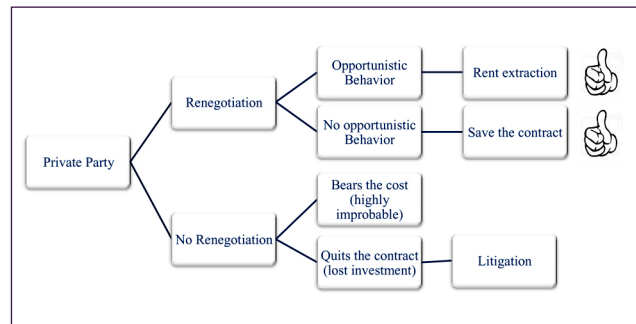 Opportunistic
Behavior
Rent extraction
Renegotiation
No opportunistic
Behavior
Save the contract
Private Party
Bears the cost
(highly
improbable)
No Renegotiation
Quits the contract
(lost investment)
Litigation